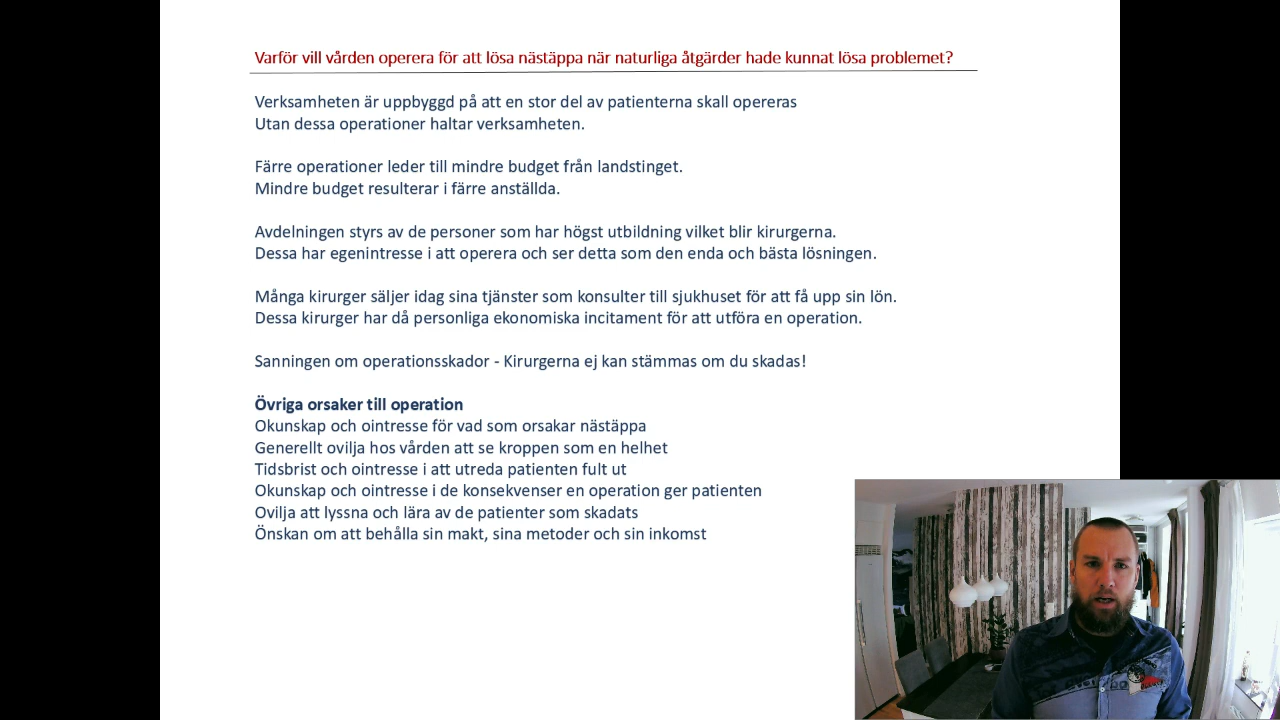 Varför vill vården operera för att lösa nästäppa när naturliga åtgärder hade kunnat lösa problemet?
Verksamheten är uppbyggd på att en stor del av patienterna skall opereras
Utan dessa operationer haltar verksamheten.
Färre operationer leder till mindre budget från landstinget.
Mindre budget resulterar i färre anställda.
Avdelningen styrs av de personer som har högst utbildning vilket blir kirurgerna.
Dessa har egenintresse i att operera och ser detta som den enda och bästa lösningen.
Många kirurger säljer idag sina tjänster som konsulter till sjukhuset för att få upp sin lön.
Dessa kirurger har då personliga ekonomiska incitament för att utföra en operation.
Sanningen om operationsskador - Kirurgerna ej kan stämmas om du skadas!
Övriga orsaker till operation
Okunskap och ointresse för vad som orsakar nästäppa
Generellt ovilja hos vården att se kroppen som en helhet
Tidsbrist och ointresse i att utreda patienten fult ut
Okunskap och ointresse i de konsekvenser en operation ger patienten
Ovilja att lyssna och lära av de patienter som skadats
Önskan om att behålla sin makt, sina metoder och sin inkomst